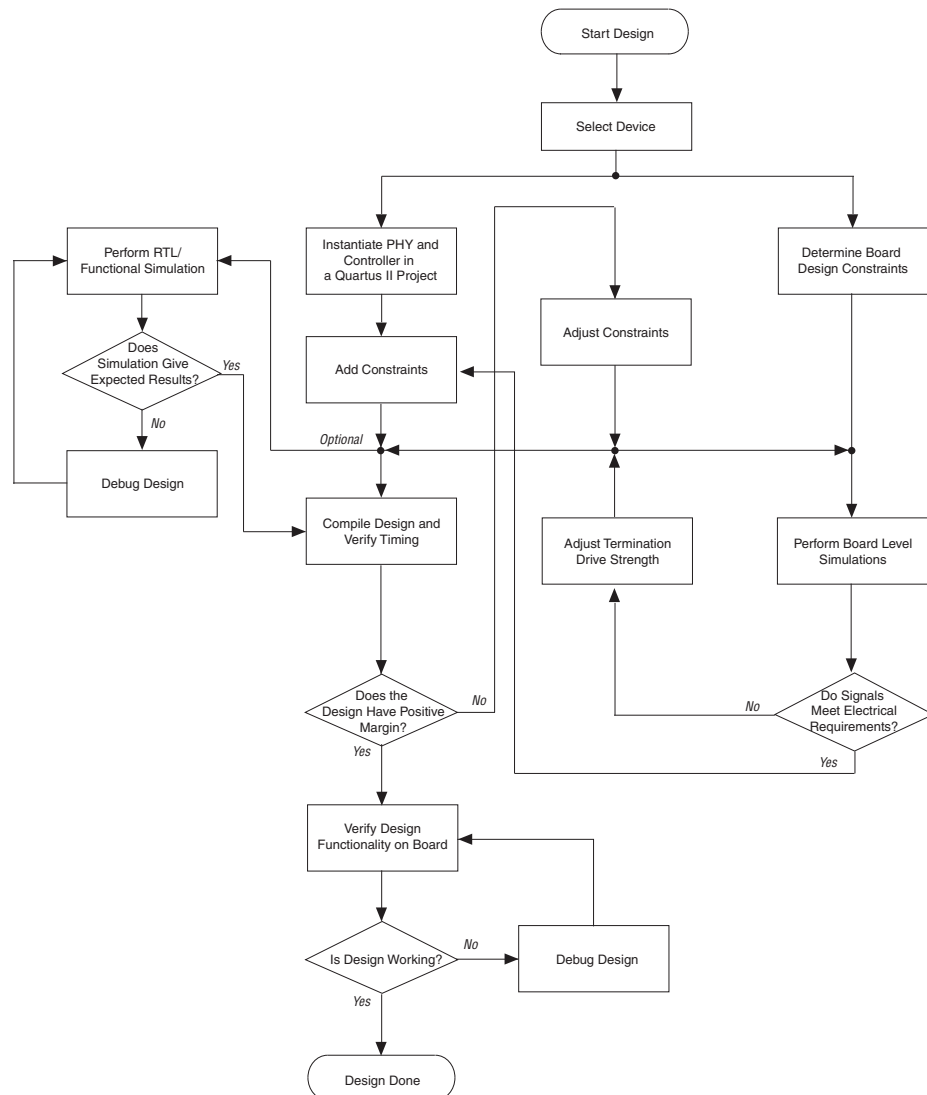 Start Design
Select Device
Perform RTL/
Functional Simulation
Instantiate PHY and
Controller in
a Quartus II Project
Determine Board
Design Constraints
Adjust Constraints
Does
Simulation Give
Expected Results?
Yes
Add Constraints
No
Optional
Debug Design
Compile Design and
Verify Timing
Adjust Termination
Drive Strength
Perform Board Level
Simulations
Does the
Design Have Positive
Margin?
No
Yes
Do Signals
Meet Electrical
Requirements?
No
Yes
Verify Design
Functionality on Board
Is Design Working?
No
Debug Design
Yes
Design Done